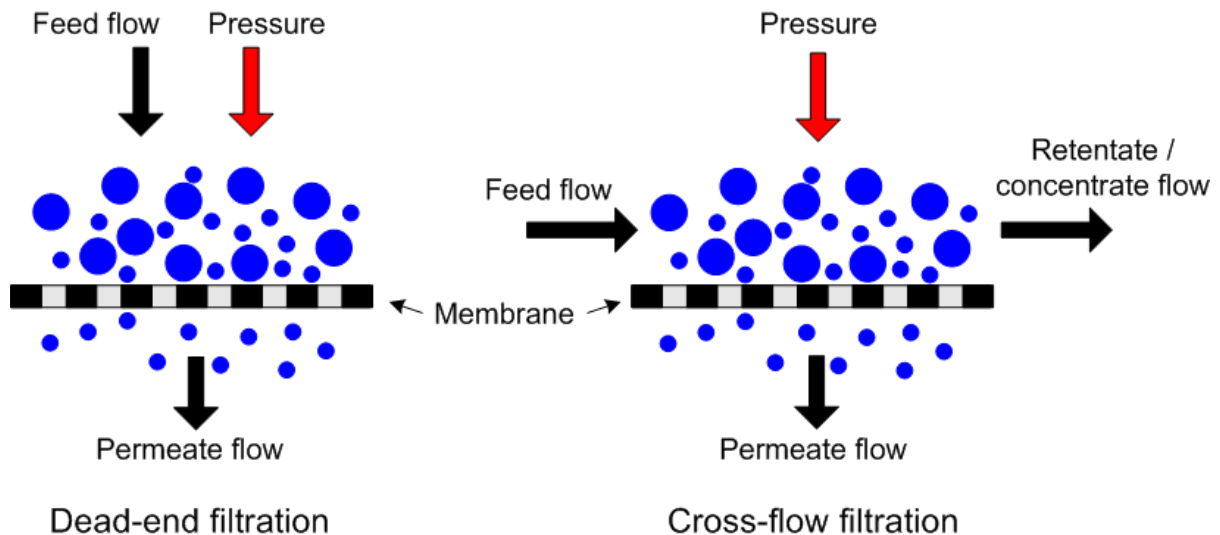 Feed flow
Pressure
Permeate flow
Dead-end filtration
Membrane
Pressure
Feed flow
Retentate /
concentrate flow
Permeate flow
Cross-flow filtration